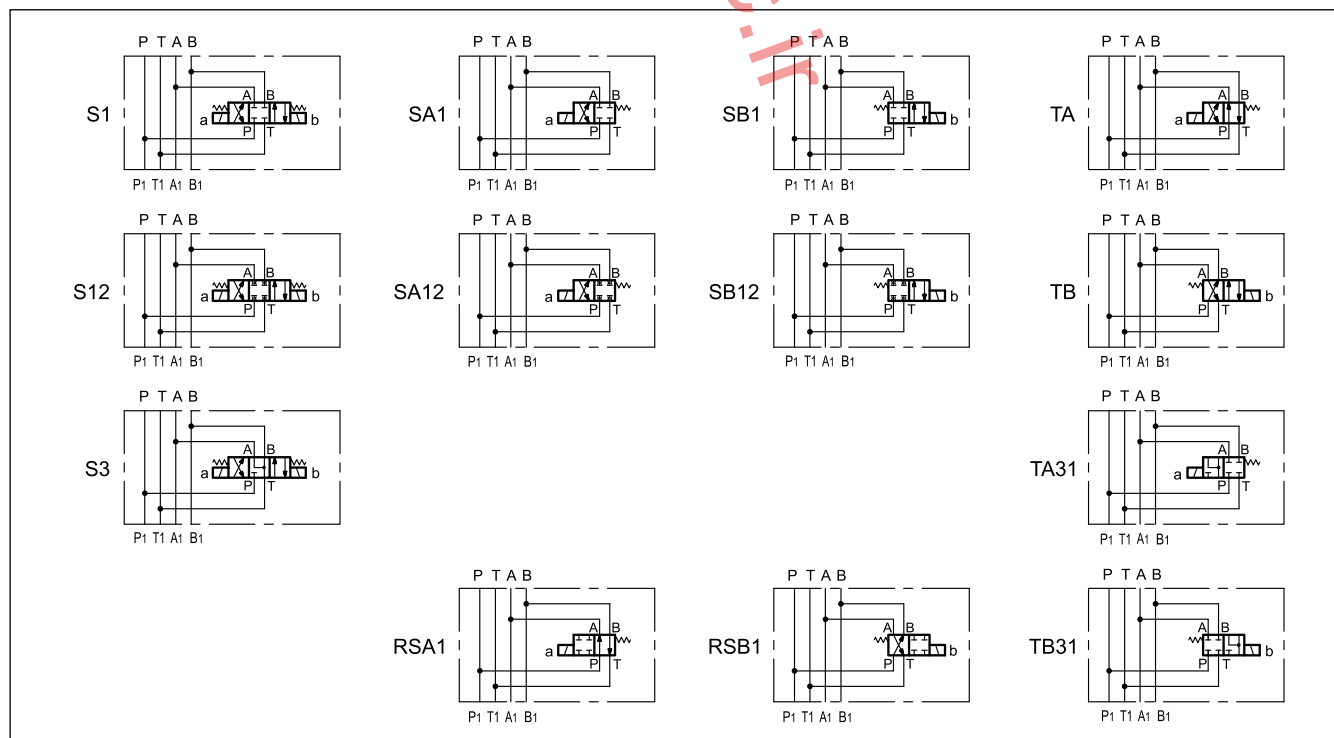 c.ir
P T A B
P T A B
P T A B
P T A B
S1 a A B P T b
SA1 a A B P T
SB1 A B P T b
TA a A B P T
P1 T1 A1 B1
P1 T1 A1 B1
P1 T1 A1 B1
P1 T1 A1 B1
P T A B
P T A B
P T A B
P T A B
S12 a A B P T b
SA12 a A B P T
SB12 A B P T b
TB A B P T b
P1 T1 A1 B1
P1 T1 A1 B1
P1 T1 A1 B1
P1 T1 A1 B1
P T A B
P T A B
S3 a A B P T b
TA31 a A B P T
P1 T1 A1 B1
P1 T1 A1 B1
P T A B
P T A B
P T A B
RSA1 a A B P T
RSB1 A B P T b
TB31 A B P T b
P1 T1 A1 B1
P1 T1 A1 B1
P1 T1 A1 B1